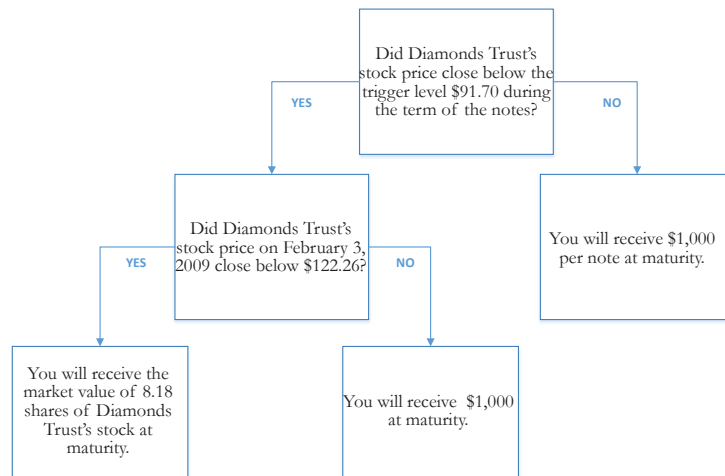 Did Diamonds Trust's
stock price close below the
trigger level $91.70 during
the term of the notes?
YES
NO
Did Diamonds Trust's
stock price on February 3,
2009 close below $122.26?
You will receive $1,000
per note at maturity.
YES
NO
You will receive the
market value of 8.18
shares of Diamonds
Trust's stock at
maturity.
You will receive $1,000
at maturity.